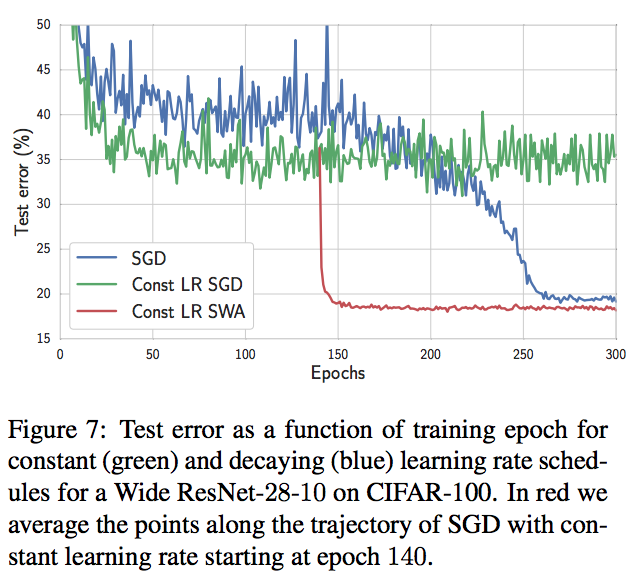 50
45
40
35
30
25
20
15
Test error (%)
SGD
Const LR SGD
Const LR SWA
0 50 100 150 200 250 300
Epochs
Figure 7: Test error as a function of training epoch for
constant (green) and decaying (blue) learning rate sched-
ules for a Wide ResNet-28-10 on CIFAR-100. In red we
average the points along the trajectory of SGD with con-
stant learning rate starting at epoch 140.